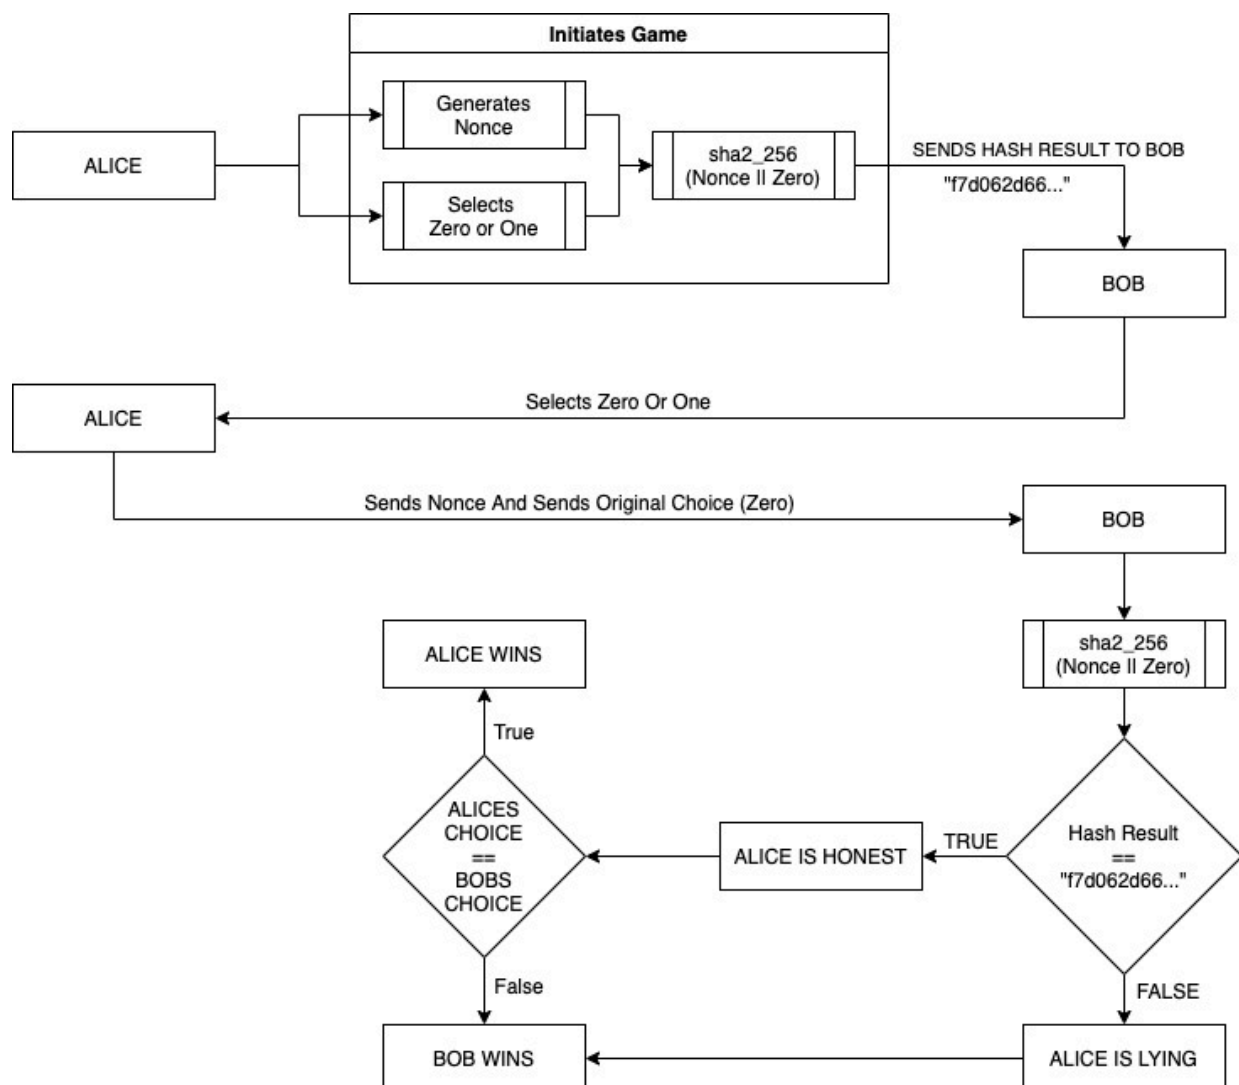 Initiates Game
Generates
Nonce
ALICE
sha2_256
(Nonce II Zero)
SENDS HASH RESULT TO BOB
"f7d062d66..."
Selects
Zero or One
BOB
ALICE
Selects Zero Or One
Sends Nonce And Sends Original Choice (Zero)
BOB
sha2_256
(Nonce II Zero)
ALICE WINS
True
ALICES
CHOICE
==
BOBS
CHOICE
ALICE IS HONEST
TRUE
Hash Result
==
"f7d062d66..."
False
FALSE
BOB WINS
ALICE IS LYING